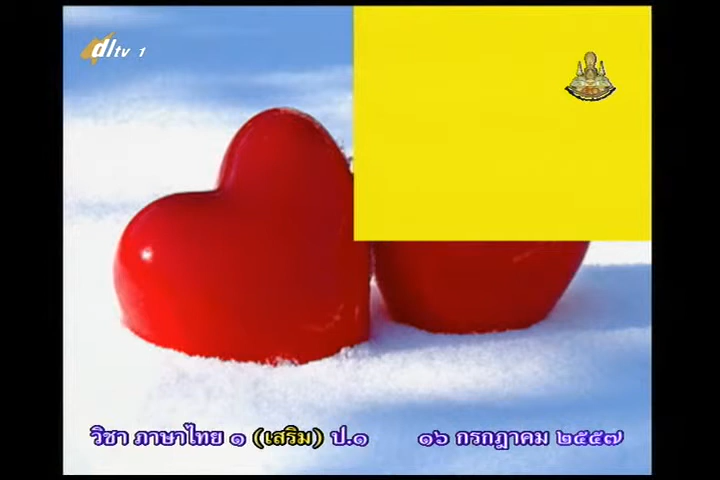 dltv 1
วิชา ภาษาไทย ๑ (เสริม) ป.๑ ๑๖ กรกฎาคม ๒๕๕๗